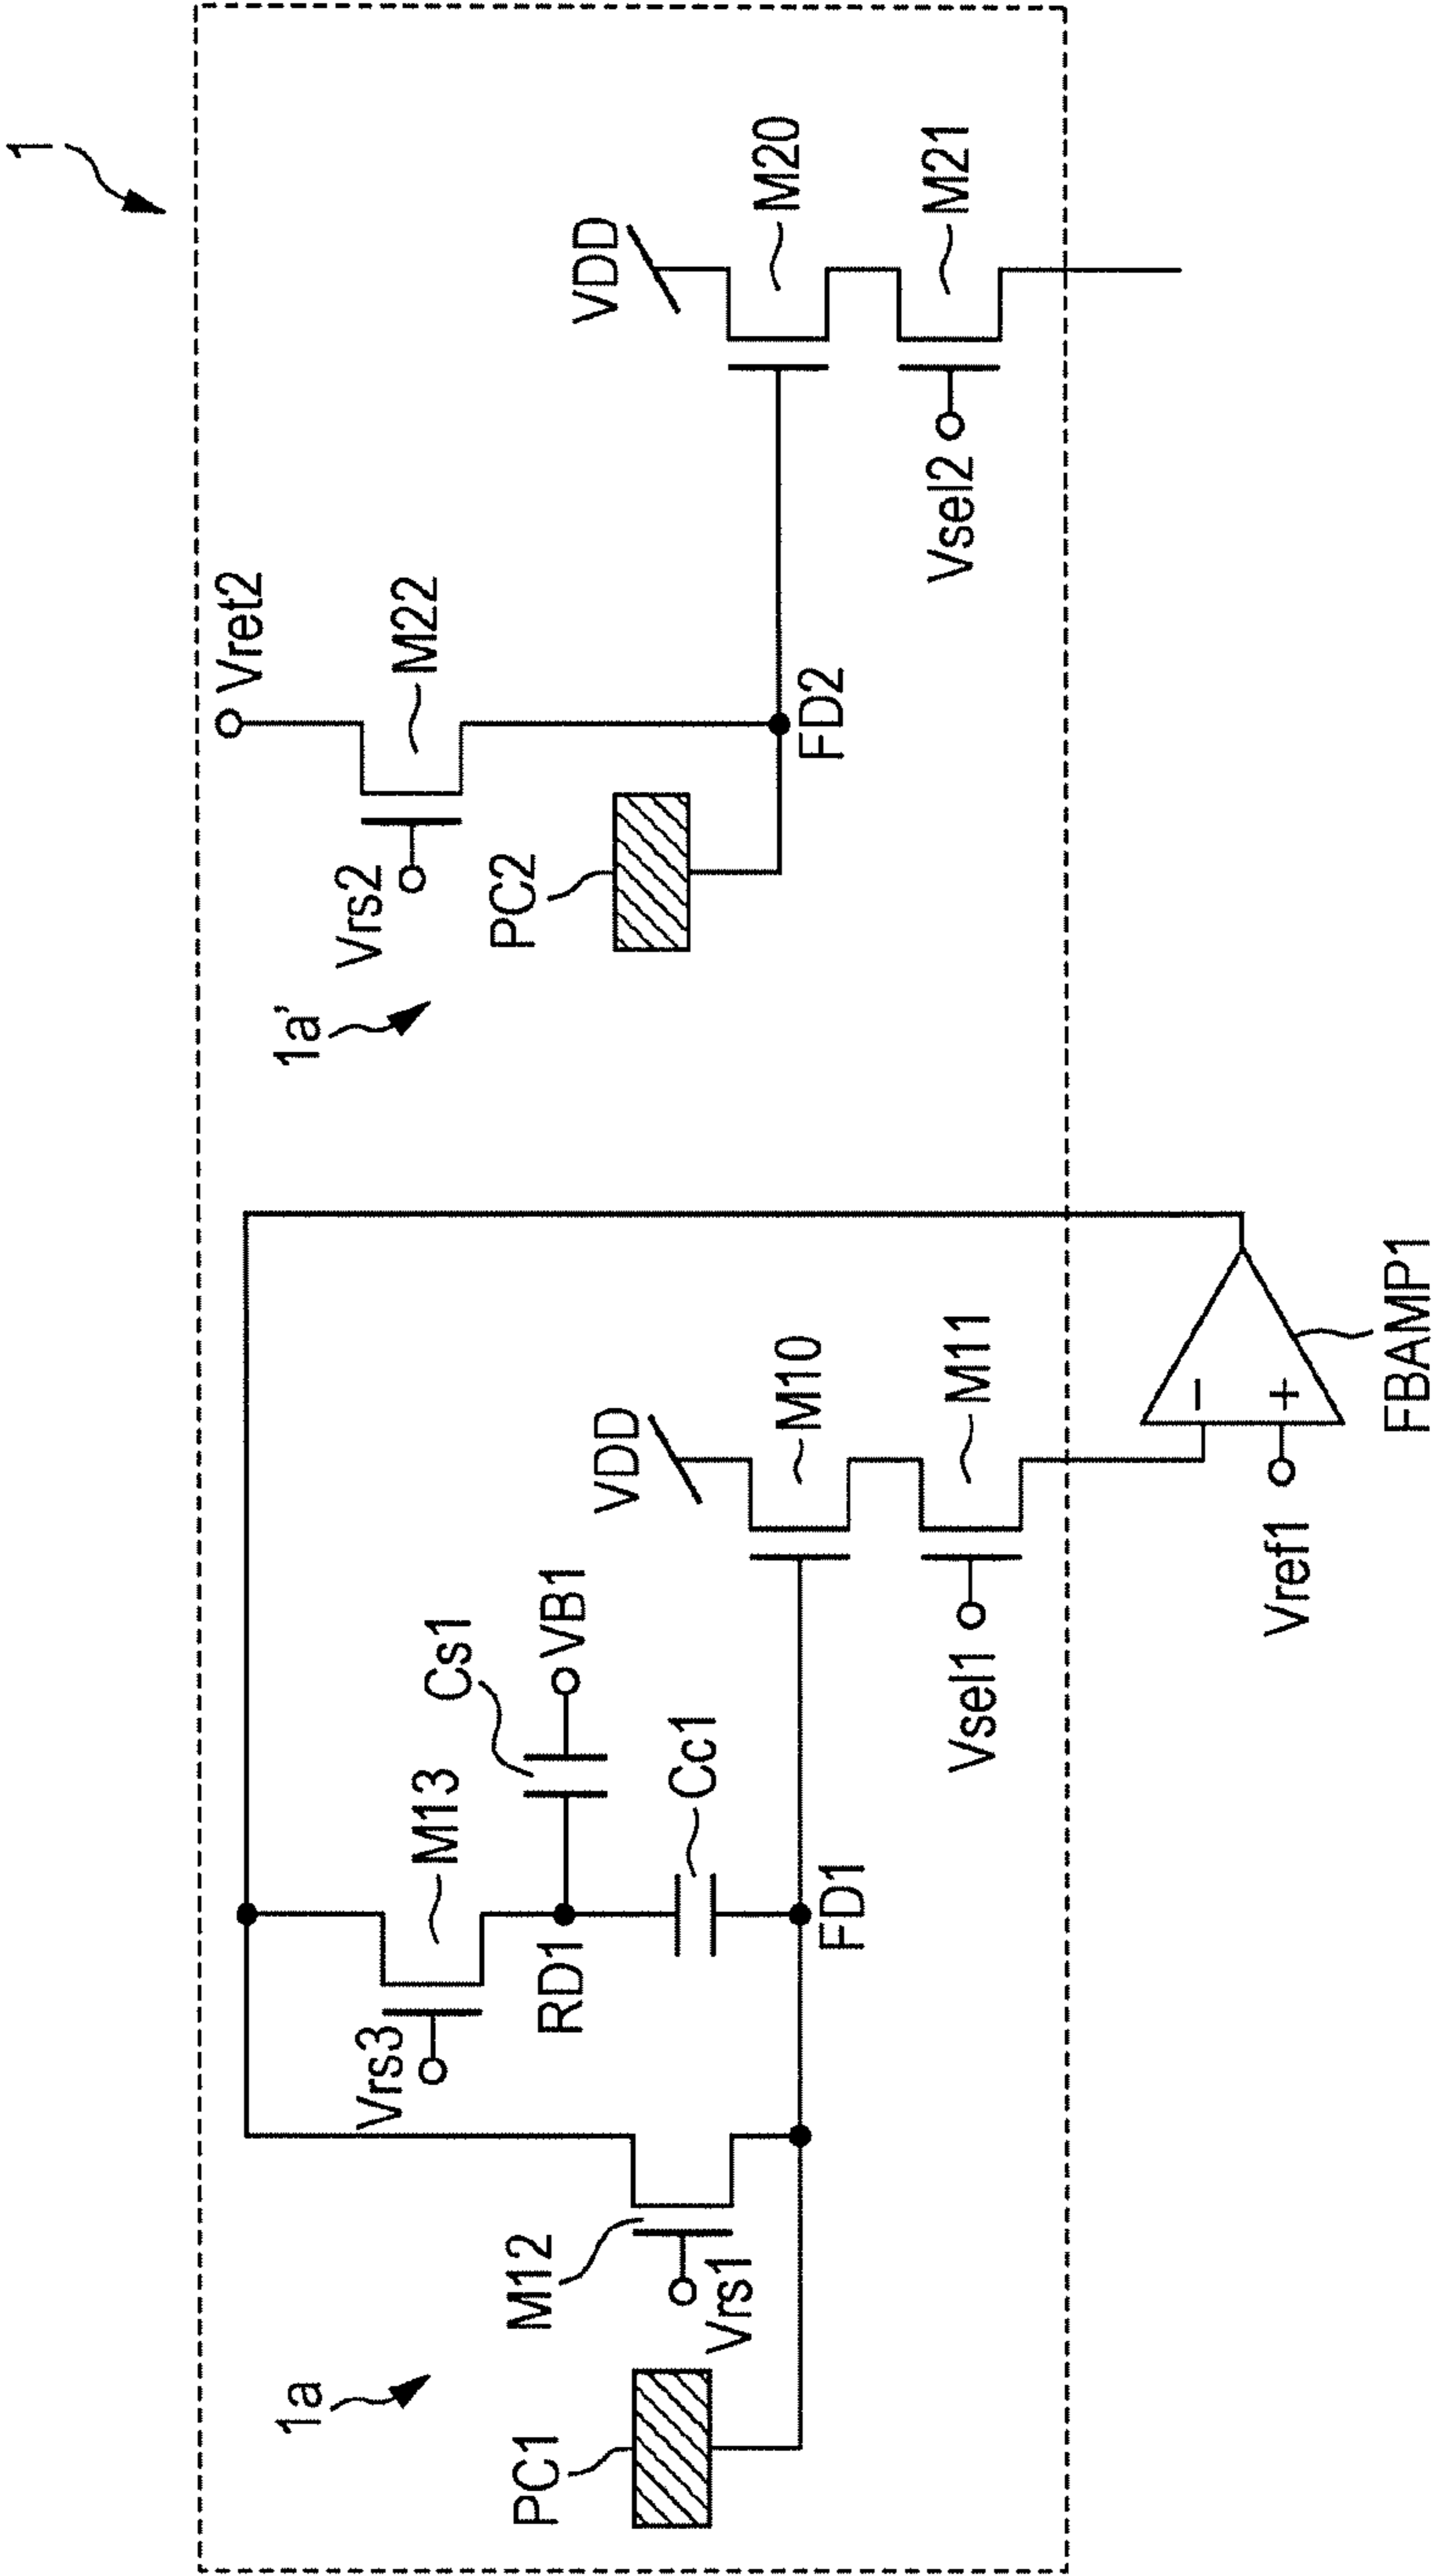 1
1a
PC1
M12
Vrs1
Vrs3
M13
RD1
Cs1
VB1
Cc1
FD1
VDD
M10
M11
Vsel1
Vref1
FBAMP1
−
+
1a'
Vrs2
Vret2
M22
PC2
FD2
VDD
M20
M21
Vsel2